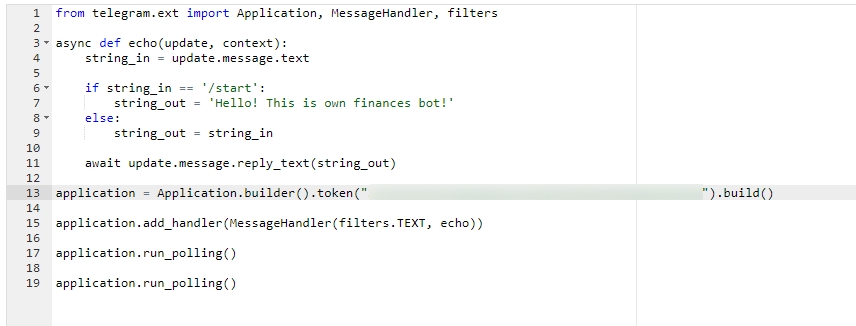 1 from telegram.ext import Application, MessageHandler, filters
2
3 async def echo(update, context):
4     string_in = update.message.text
5
6     if string_in == '/start':
7         string_out = 'Hello! This is own finances bot!'
8     else:
9         string_out = string_in
10
11     await update.message.reply_text(string_out)
12
13 application = Application.builder().token("").build()
14
15 application.add_handler(MessageHandler(filters.TEXT, echo))
16
17 application.run_polling()
18
19 application.run_polling()